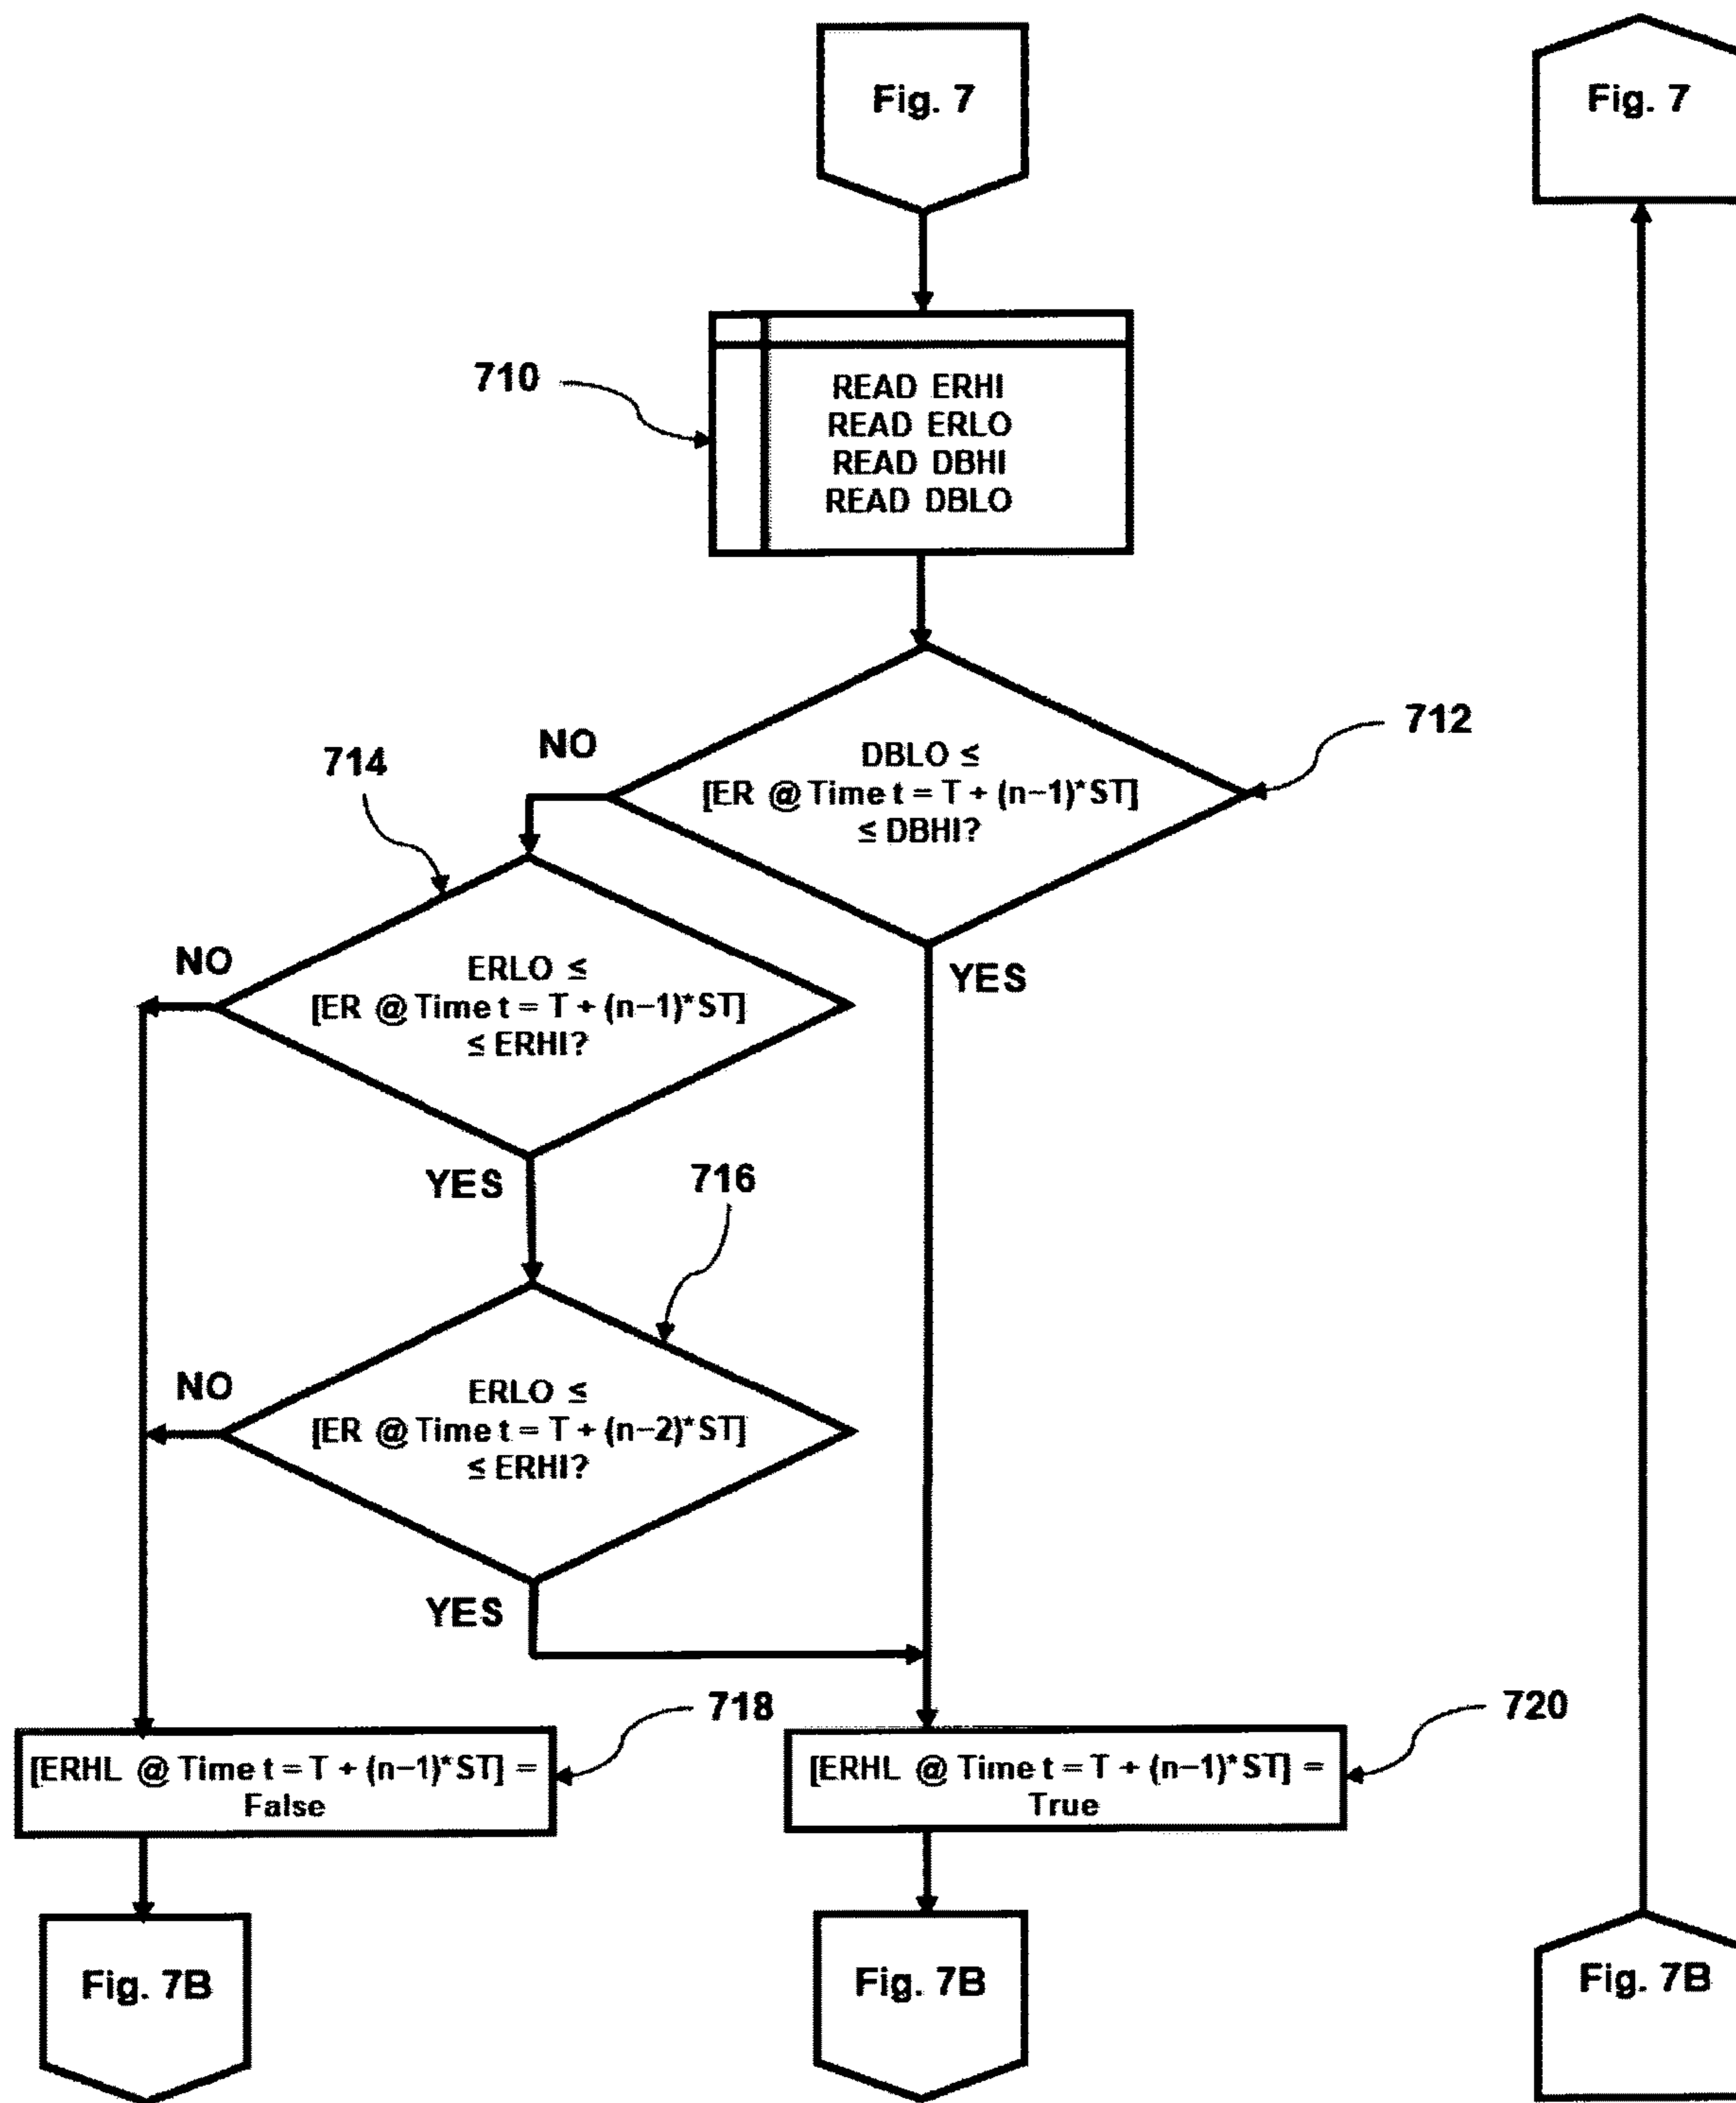 Fig. 7
Fig. 7
710
READ ERHI
READ ERLO
READ DBHI
READ DBLO
712
NO
DBLO ≤
[ER @ Time t = T + (n−1)*ST]
≤ DBHI?
YES
714
NO
ERLO ≤
[ER @ Time t = T + (n−1)*ST]
≤ ERHI?
YES
716
NO
ERLO ≤
[ER @ Time t = T + (n−2)*ST]
≤ ERHI?
YES
718
[ERHL @ Time t = T + (n−1)*ST] =
False
720
[ERHL @ Time t = T + (n−1)*ST] =
True
Fig. 7B
Fig. 7B
Fig. 7B